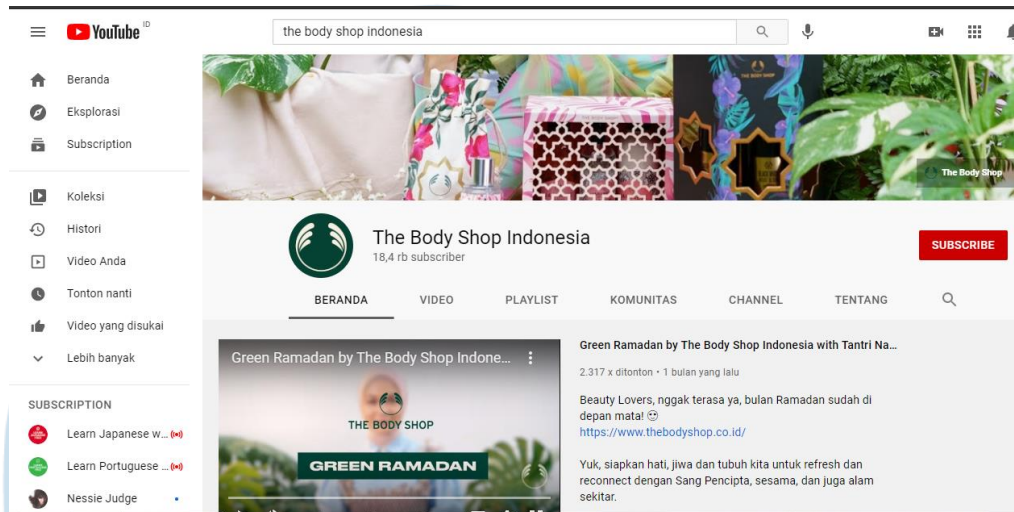 YouTube ID
the body shop indonesia
Beranda
Eksplorasi
Subscription
Koleksi
Histori
Video Anda
Tonton nanti
Video yang disukai
Lebih banyak
SUBSCRIPTION
Learn Japanese w...
Learn Portuguese ...
Nessie Judge
THE BODY SHOP
The Body Shop
The Body Shop Indonesia
18,4 rb subscriber
SUBSCRIBE
BERANDA VIDEO PLAYLIST KOMUNITAS CHANNEL TENTANG
Green Ramadan by The Body Shop Indone...
THE BODY SHOP
GREEN RAMADAN
Green Ramadan by The Body Shop Indonesia with Tantri Na...
2.317 x ditonton • 1 bulan yang lalu
Beauty Lovers, nggak terasa ya, bulan Ramadan sudah di
depan mata! 😍
https://www.thebodyshop.co.id/
Yuk, siapkan hati, jiwa dan tubuh kita untuk refresh dan
reconnect dengan Sang Pencipta, sesama, dan juga alam
sekitar.